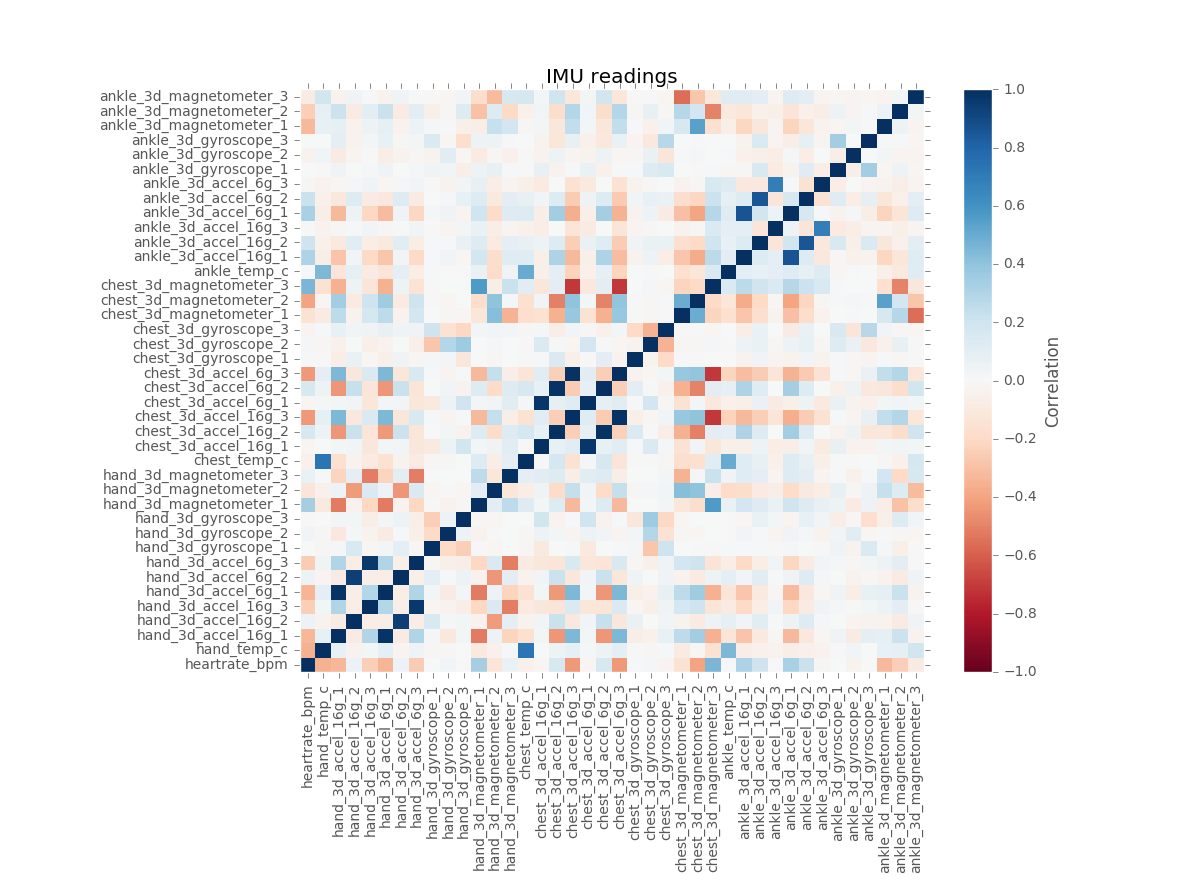 IMU readings
ankle_3d_magnetometer_3
ankle_3d_magnetometer_2
ankle_3d_magnetometer_1
ankle_3d_gyroscope_3
ankle_3d_gyroscope_2
ankle_3d_gyroscope_1
ankle_3d_accel_6g_3
ankle_3d_accel_6g_2
ankle_3d_accel_6g_1
ankle_3d_accel_16g_3
ankle_3d_accel_16g_2
ankle_3d_accel_16g_1
ankle_temp_c
chest_3d_magnetometer_3
chest_3d_magnetometer_2
chest_3d_magnetometer_1
chest_3d_gyroscope_3
chest_3d_gyroscope_2
chest_3d_gyroscope_1
chest_3d_accel_6g_3
chest_3d_accel_6g_2
chest_3d_accel_6g_1
chest_3d_accel_16g_3
chest_3d_accel_16g_2
chest_3d_accel_16g_1
chest_temp_c
hand_3d_magnetometer_3
hand_3d_magnetometer_2
hand_3d_magnetometer_1
hand_3d_gyroscope_3
hand_3d_gyroscope_2
hand_3d_gyroscope_1
hand_3d_accel_6g_3
hand_3d_accel_6g_2
hand_3d_accel_6g_1
hand_3d_accel_16g_3
hand_3d_accel_16g_2
hand_3d_accel_16g_1
hand_temp_c
heartrate_bpm
heartrate_bpm
hand_temp_c
hand_3d_accel_16g_1
hand_3d_accel_16g_2
hand_3d_accel_16g_3
hand_3d_accel_6g_1
hand_3d_accel_6g_2
hand_3d_accel_6g_3
hand_3d_gyroscope_1
hand_3d_gyroscope_2
hand_3d_gyroscope_3
hand_3d_magnetometer_1
hand_3d_magnetometer_2
hand_3d_magnetometer_3
chest_temp_c
chest_3d_accel_16g_1
chest_3d_accel_16g_2
chest_3d_accel_16g_3
chest_3d_accel_6g_1
chest_3d_accel_6g_2
chest_3d_accel_6g_3
chest_3d_gyroscope_1
chest_3d_gyroscope_2
chest_3d_gyroscope_3
chest_3d_magnetometer_1
chest_3d_magnetometer_2
chest_3d_magnetometer_3
ankle_temp_c
ankle_3d_accel_16g_1
ankle_3d_accel_16g_2
ankle_3d_accel_16g_3
ankle_3d_accel_6g_1
ankle_3d_accel_6g_2
ankle_3d_accel_6g_3
ankle_3d_gyroscope_1
ankle_3d_gyroscope_2
ankle_3d_gyroscope_3
ankle_3d_magnetometer_1
ankle_3d_magnetometer_2
ankle_3d_magnetometer_3
1.0
0.8
0.6
0.4
0.2
0.0
−0.2
−0.4
−0.6
−0.8
−1.0
Correlation